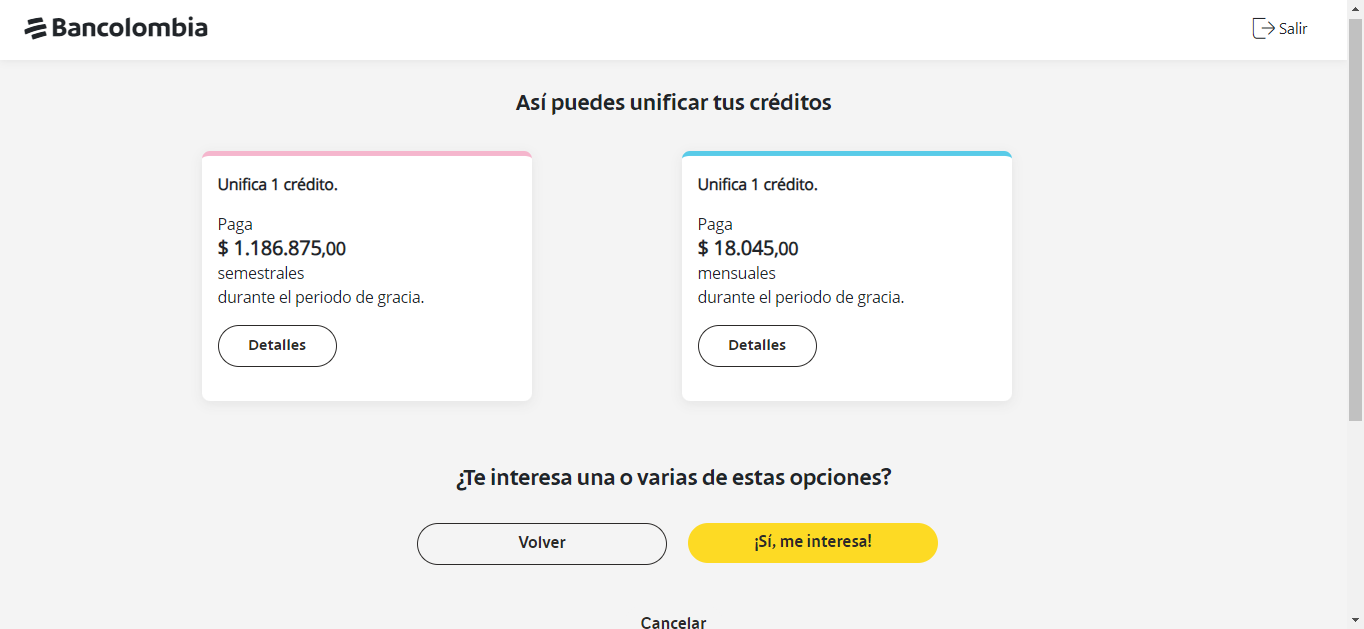 Bancolombia
Salir
Así puedes unificar tus créditos
Unifica 1 crédito.
Paga
$ 1.186.875,00
semestrales
durante el periodo de gracia.
Detalles
Unifica 1 crédito.
Paga
$ 18.045,00
mensuales
durante el periodo de gracia.
Detalles
¿Te interesa una o varias de estas opciones?
Volver
¡Sí, me interesa!
Cancelar